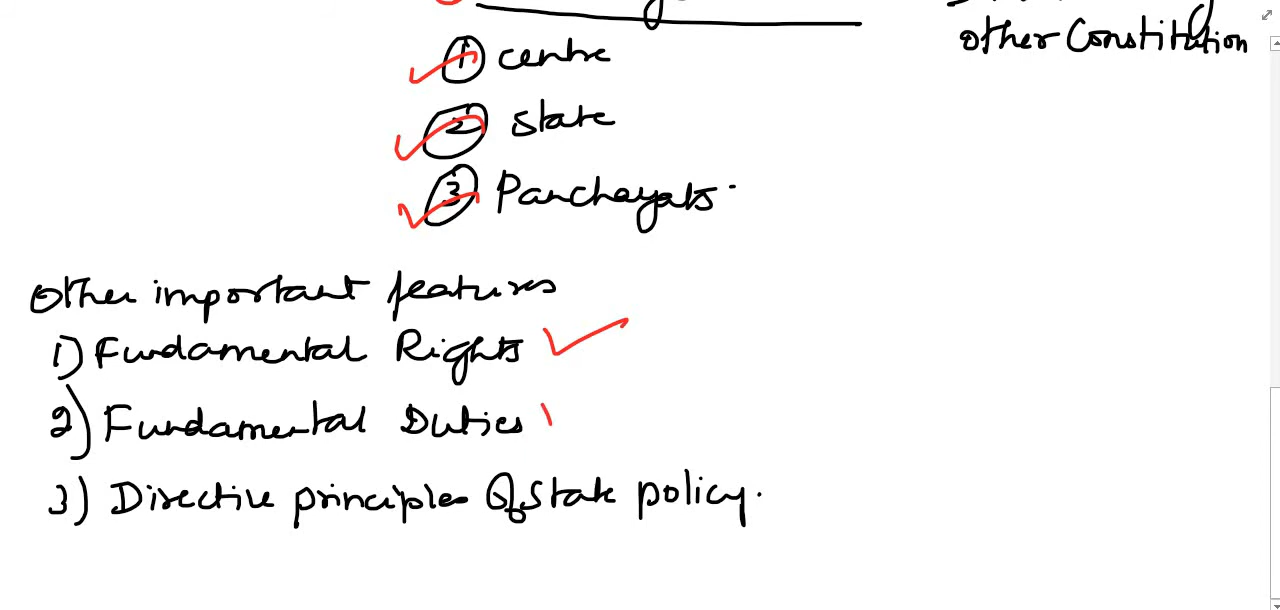 other Constitution
① centre
② state
③ Panchayats.
Other important features
1) Fundamental Rights
2) Fundamental Duties
3) Directive principles Of State policy.